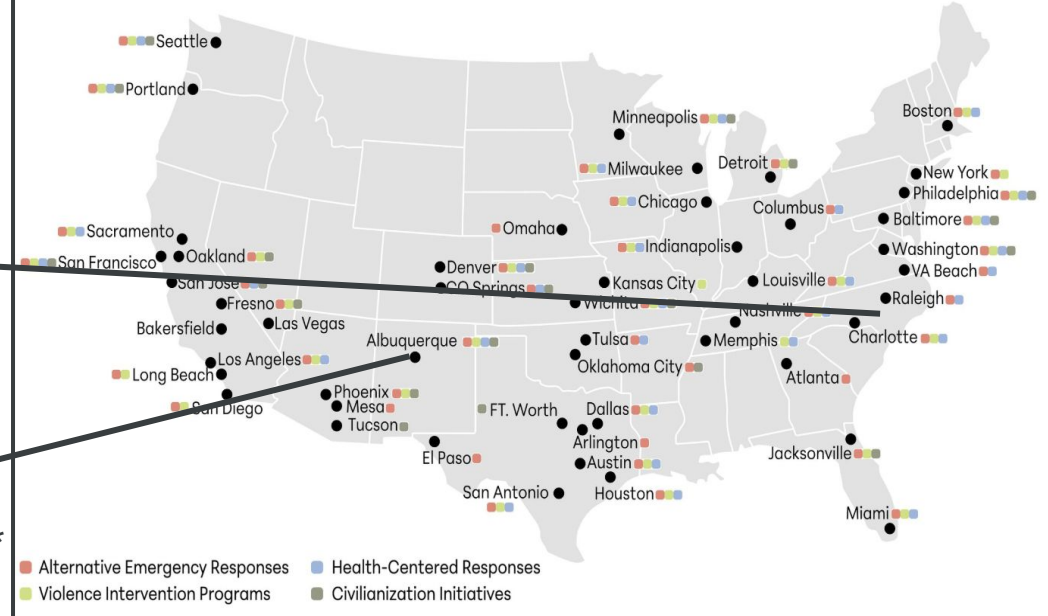 Seattle
Portland
Minneapolis
Boston
Milwaukee
Detroit
New York
Philadelphia
Chicago
Columbus
Baltimore
Sacramento
Omaha
Indianapolis
Washington
San Francisco
Oakland
Denver
VA Beach
San Jose
CO Springs
Kansas City
Louisville
Fresno
Wichita
Nashville
Raleigh
Bakersfield
Las Vegas
Albuquerque
Tulsa
Memphis
Charlotte
Los Angeles
Long Beach
Oklahoma City
Atlanta
San Diego
Phoenix
Mesa
Tucson
FT. Worth
Dallas
Arlington
El Paso
Austin
Jacksonville
San Antonio
Houston
Miami
Alternative Emergency Responses
Health-Centered Responses
Violence Intervention Programs
Civilianization Initiatives